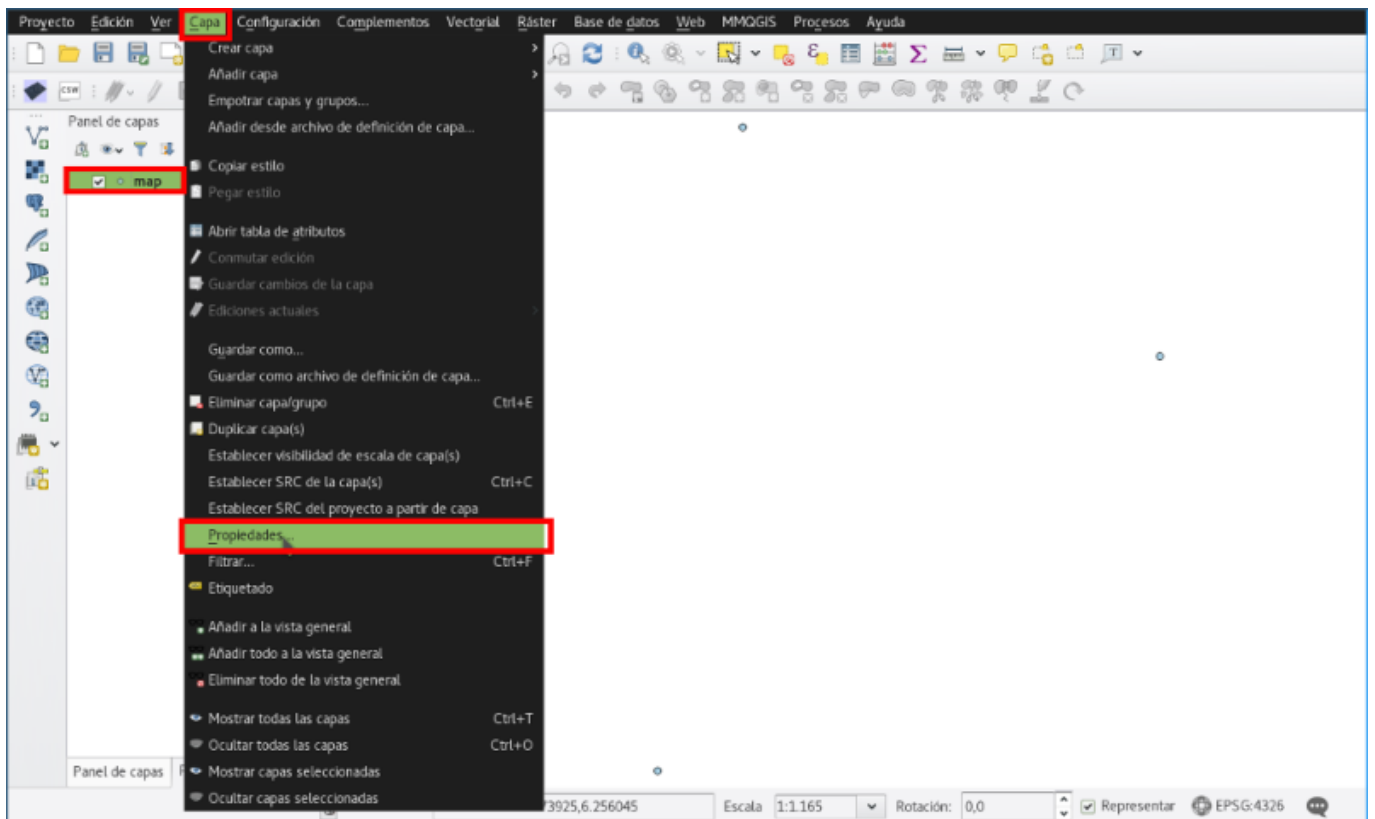 Proyecto Edición Ver Capa Configuración Complementos Vectorial Ráster Base de datos Web MMQGIS Procesos Ayuda
CSW
Panel de capas
map
Crear capa
Añadir capa
Empotrar capas y grupos...
Añadir desde archivo de definición de capa...
Copiar estilo
Pegar estilo
Abrir tabla de atributos
Conmutar edición
Guardar cambios de la capa
Ediciones actuales
Guardar como...
Guardar como archivo de definición de capa...
Eliminar capa/grupo Ctrl+E
Duplicar capa(s)
Establecer visibilidad de escala de capa(s)
Establecer SRC de la capa(s) Ctrl+C
Establecer SRC del proyecto a partir de capa
Propiedades...
Filtrar... Ctrl+F
Etiquetado
Añadir a la vista general
Añadir todo a la vista general
Eliminar todo de la vista general
Mostrar todas las capas Ctrl+T
Ocultar todas las capas Ctrl+O
Mostrar capas seleccionadas
Ocultar capas seleccionadas
Panel de capas
3925,6.256045 Escala 1:1.165 Rotación: 0,0 Representar EPSG:4326